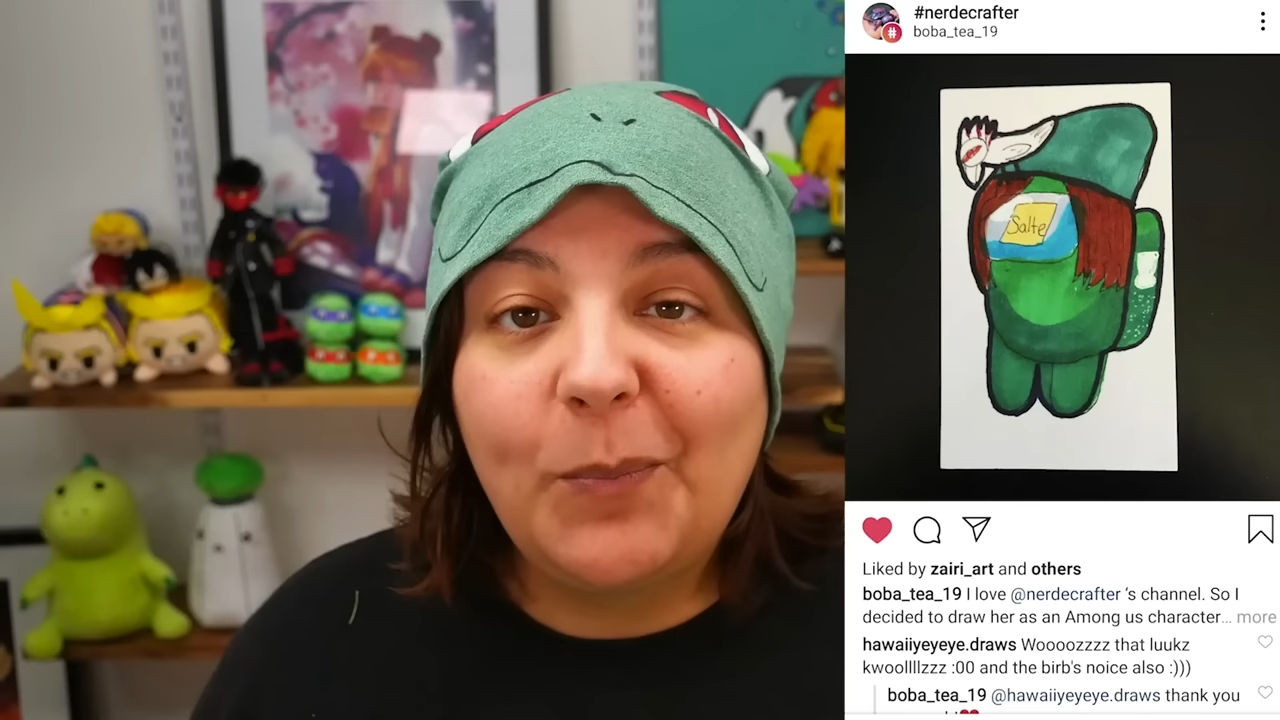 #nerdecrafter
boba_tea_19
Salte
Liked by zairi_art and others
boba_tea_19 I love @nerdecrafter 's channel. So I
decided to draw her as an Among us character... more
hawaiiyeyeye.draws Woooozzzz that luukz
kwoollllzzz :00 and the birb's noice also :)))
boba_tea_19 @hawaiiyeyeye.draws thank you